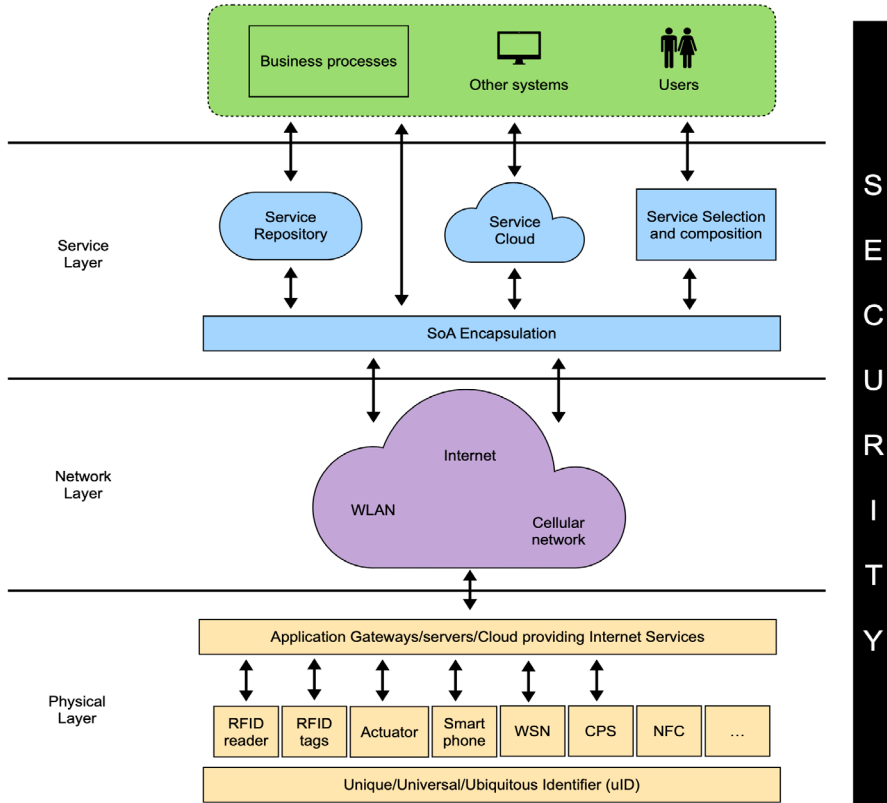 Business processes
Other systems
Users
Service
Layer
Service
Repository
Service
Cloud
Service Selection
and composition
SoA Encapsulation
Network
Layer
Internet
WLAN
Cellular
network
Physical
Layer
Application Gateways/servers/Cloud providing Internet Services
RFID
reader
RFID
tags
Actuator
Smart
phone
WSN
CPS
NFC
...
Unique/Universal/Ubiquitous Identifier (uID)
S
E
C
U
R
I
T
Y